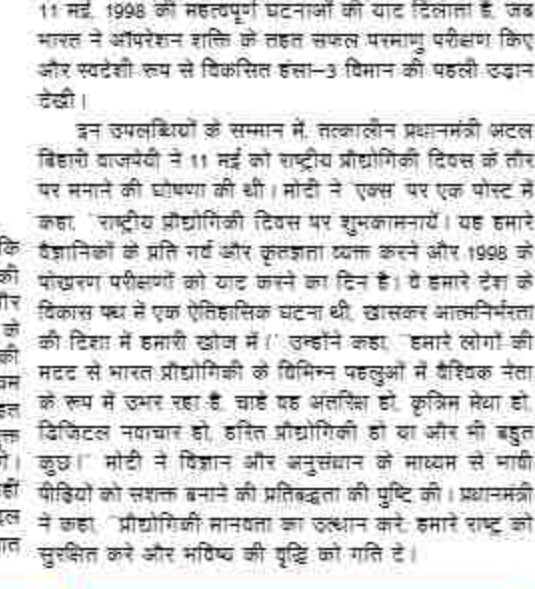 11 मई, 1998 की महत्वपूर्ण घटनाओं की याद दिलाता है, जब
भारत ने ऑपरेशन शक्ति के तहत सफल परमाणु परीक्षण किए
और स्वदेशी रूप से विकसित हंसा–3 विमान की पहली उड़ान
देखी।
इन उपलब्धियों के सम्मान में, तत्कालीन प्रधानमंत्री अटल
बिहारी वाजपेयी ने 11 मई को राष्ट्रीय प्रौद्योगिकी दिवस के तौर
पर मनाने की घोषणा की थी। मोदी ने 'एक्स' पर एक पोस्ट में
कहा, "राष्ट्रीय प्रौद्योगिकी दिवस पर शुभकामनायें। यह हमारे
कि वैज्ञानिकों के प्रति गर्व और कृतज्ञता व्यक्त करने और 1998 के
की पोखरण परीक्षणों को याद करने का दिन है। वे हमारे देश के
विकास पथ में एक ऐतिहासिक घटना थी, खासकर आत्मनिर्भरता
के की दिशा में हमारी खोज में।" उन्होंने कहा, "हमारे लोगों की
की मदद से भारत प्रौद्योगिकी के विभिन्न पहलुओं में वैश्विक नेता
के रूप में उभर रहा है, चाहे वह अंतरिक्ष हो, कृत्रिम मेधा हो,
डिजिटल नवाचार हो, हरित प्रौद्योगिकी हो या और भी बहुत
कुछ।" मोदी ने विज्ञान और अनुसंधान के माध्यम से भावी
पीढ़ियों को सशक्त बनाने की प्रतिबद्धता की पुष्टि की। प्रधानमंत्री
ने कहा, "प्रौद्योगिकी मानवता का उत्थान करे, हमारे राष्ट्र को
सुरक्षित करे और भविष्य की वृद्धि को गति दे।